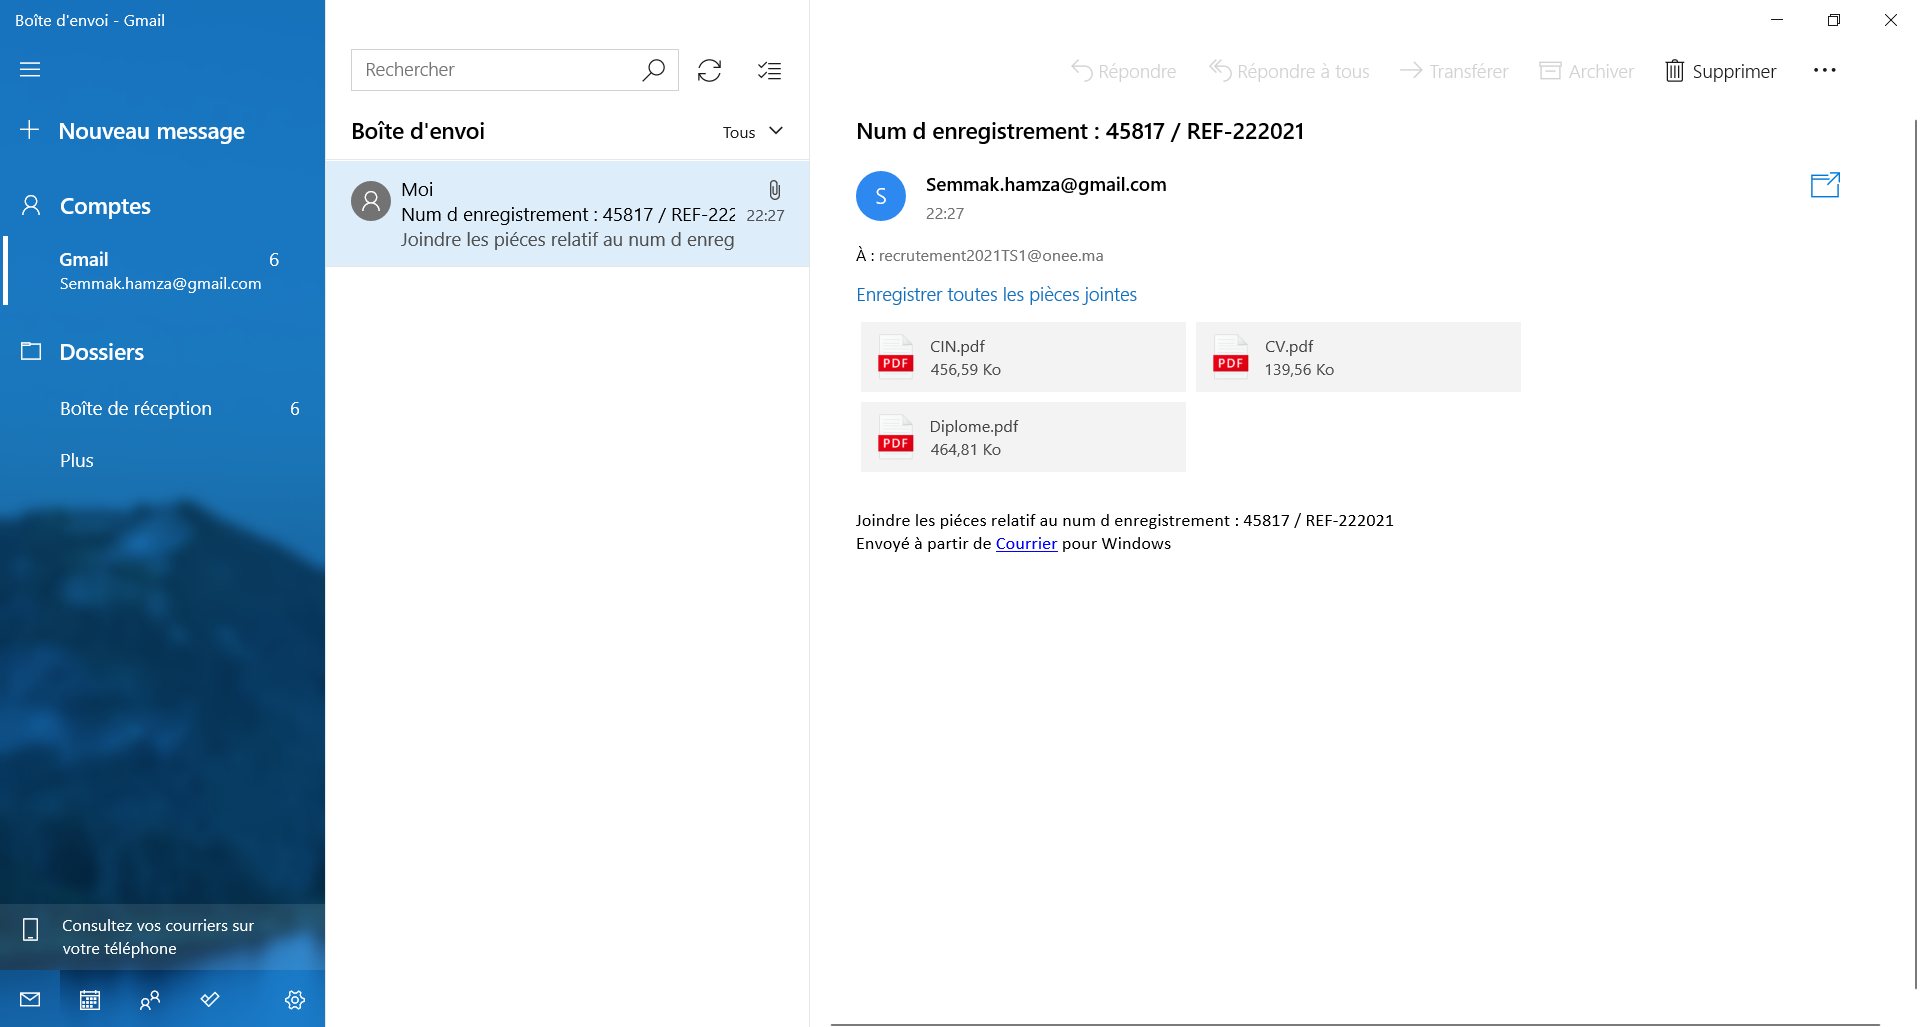 Boîte d'envoi - Gmail
Nouveau message
Comptes
Gmail 6
Semmak.hamza@gmail.com
Dossiers
Boîte de réception 6
Plus
Consultez vos courriers sur
votre téléphone
Rechercher
Boîte d'envoi Tous
Moi
Num d enregistrement : 45817 / REF-222 22:27
Joindre les piéces relatif au num d enreg
Répondre Répondre à tous Transférer Archiver Supprimer
Num d enregistrement : 45817 / REF-222021
S
Semmak.hamza@gmail.com
22:27
À : recrutement2021TS1@onee.ma
Enregistrer toutes les pièces jointes
PDF CIN.pdf
456,59 Ko
PDF CV.pdf
139,56 Ko
PDF Diplome.pdf
464,81 Ko
Joindre les piéces relatif au num d enregistrement : 45817 / REF-222021
Envoyé à partir de Courrier pour Windows